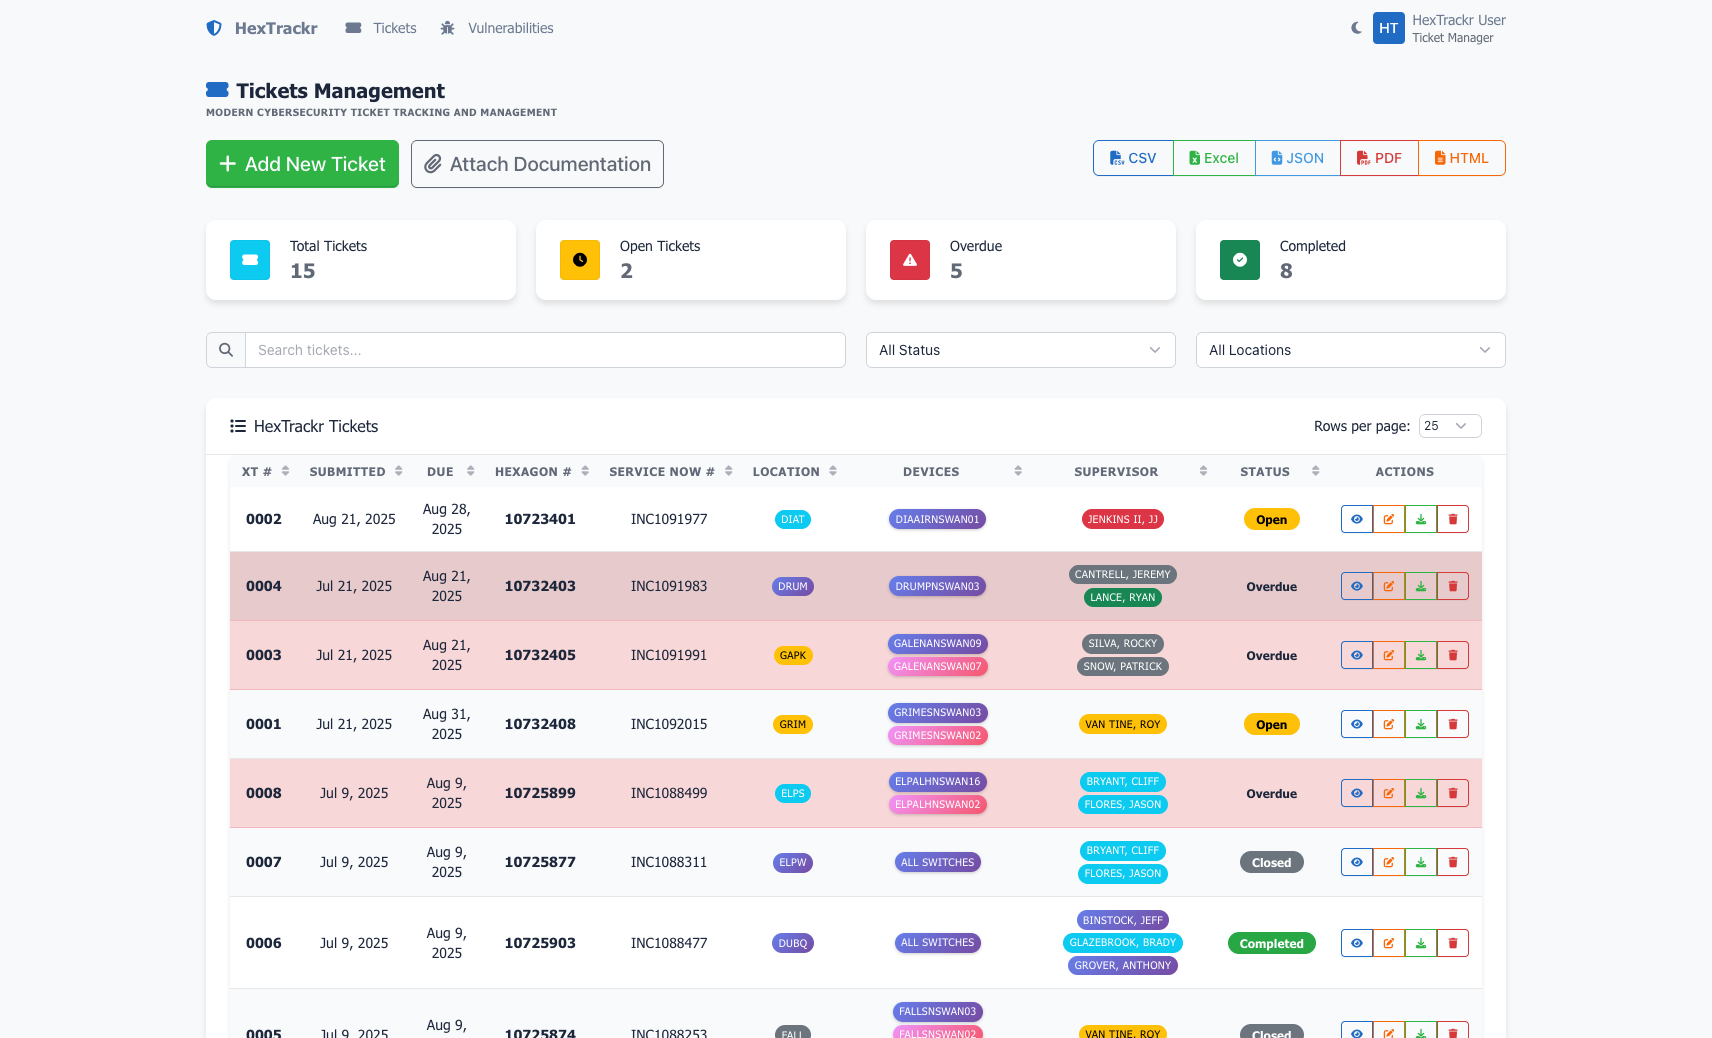 HexTrackr Tickets Vulnerabilities
HT HexTrackr User
Ticket Manager
Tickets Management
MODERN CYBERSECURITY TICKET TRACKING AND MANAGEMENT
Add New Ticket Attach Documentation CSV Excel JSON PDF HTML
Total Tickets
15
Open Tickets
2
Overdue
5
Completed
8
Search tickets... All Status All Locations
HexTrackr Tickets Rows per page: 25
XT # SUBMITTED DUE HEXAGON # SERVICE NOW # LOCATION DEVICES SUPERVISOR STATUS ACTIONS
0002 Aug 21, 2025 Aug 28, 2025 10723401 INC1091977 DIAT DIAAIRNSWAN01 JENKINS II, JJ Open
0004 Jul 21, 2025 Aug 21, 2025 10732403 INC1091983 DRUM DRUMPNSWAN03 CANTRELL, JEREMY LANCE, RYAN Overdue
0003 Jul 21, 2025 Aug 21, 2025 10732405 INC1091991 GAPK GALENANSWAN09 GALENANSWAN07 SILVA, ROCKY SNOW, PATRICK Overdue
0001 Jul 21, 2025 Aug 31, 2025 10732408 INC1092015 GRIM GRIMESNSWAN03 GRIMESNSWAN02 VAN TINE, ROY Open
0008 Jul 9, 2025 Aug 9, 2025 10725899 INC1088499 ELPS ELPALHNSWAN16 ELPALHNSWAN02 BRYANT, CLIFF FLORES, JASON Overdue
0007 Jul 9, 2025 Aug 9, 2025 10725877 INC1088311 ELPW ALL SWITCHES BRYANT, CLIFF FLORES, JASON Closed
0006 Jul 9, 2025 Aug 9, 2025 10725903 INC1088477 DUBQ ALL SWITCHES BINSTOCK, JEFF GLAZEBROOK, BRADY GROVER, ANTHONY Completed
0005 Jul 9, 2025 Aug 9, 10725874 INC1088253 FALL FALLSNSWAN03 FALLSNSWAN02 VAN TINE, ROY Closed